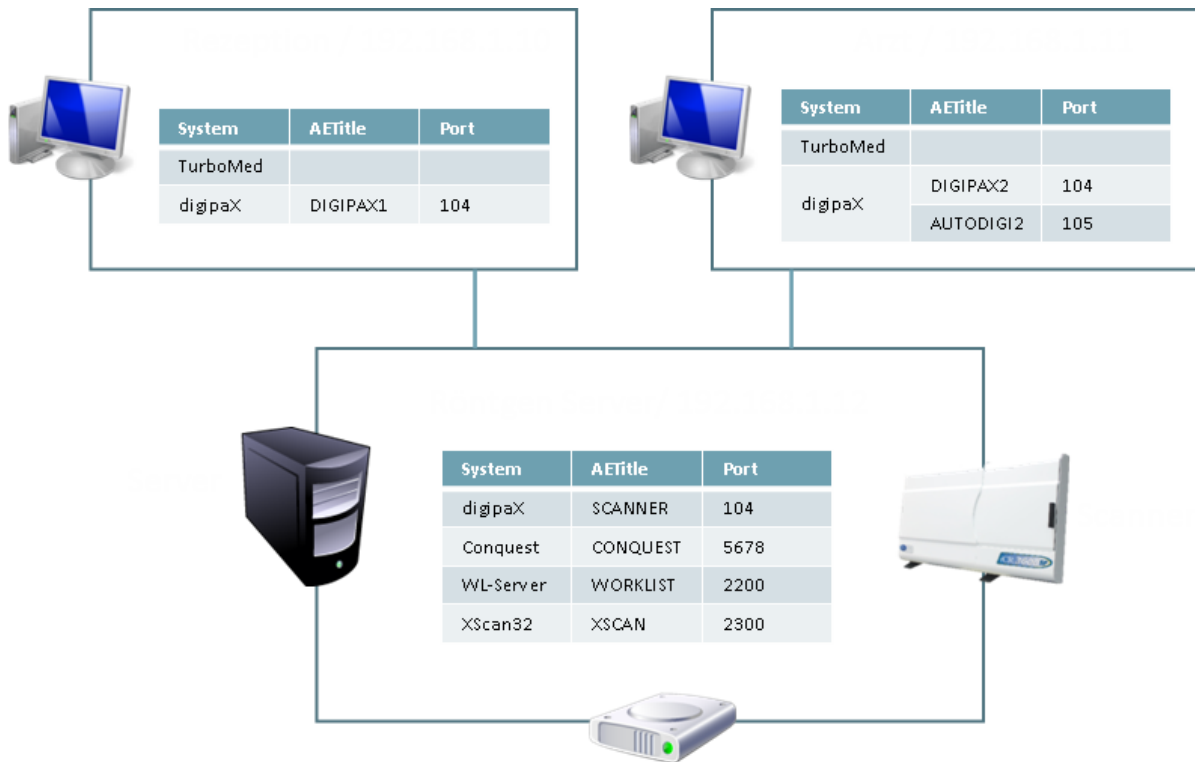 System AETitle Port
TurboMed
digipaX DIGIPAX1 104
System AETitle Port
TurboMed
digipaX
DIGIPAX2 104
AUTODIGI2 105
System AETitle Port
digipaX SCANNER 104
Conquest CONQUEST 5678
WL-Server WORKLIST 2200
XScan32 XSCAN 2300